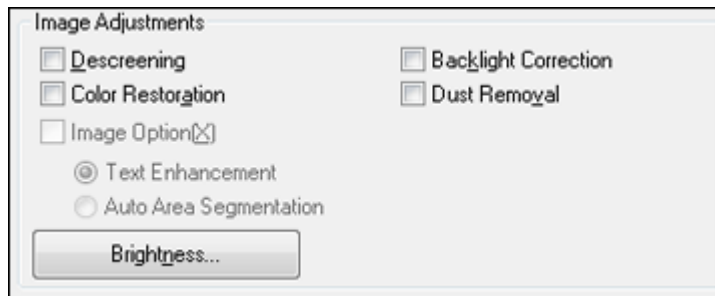 Image Adjustments
Descreening
Backlight Correction
Color Restoration
Dust Removal
Image Option(X)
Text Enhancement
Auto Area Segmentation
Brightness...